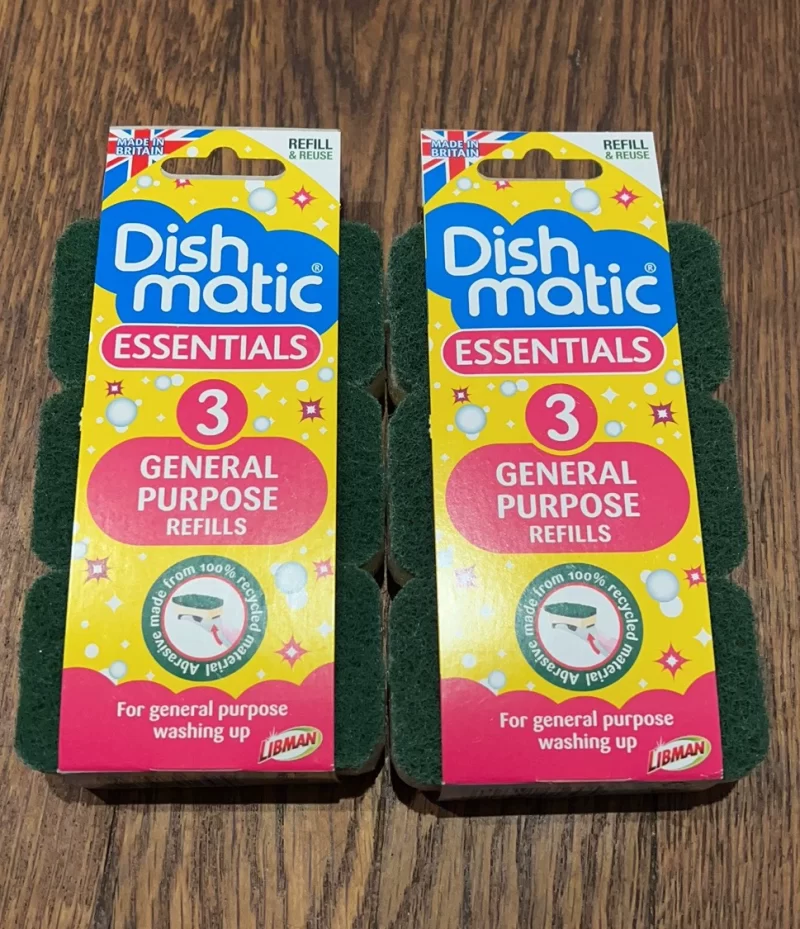 MADE IN
BRITAIN
REFILL
& REUSE
Dish
matic®
ESSENTIALS
3
GENERAL
PURPOSE
REFILLS
Abrasive made from 100% recycled material
For general purpose
washing up
LIBMAN
MADE IN
BRITAIN
REFILL
& REUSE
Dish
matic®
ESSENTIALS
3
GENERAL
PURPOSE
REFILLS
Abrasive made from 100% recycled material
For general purpose
washing up
LIBMAN